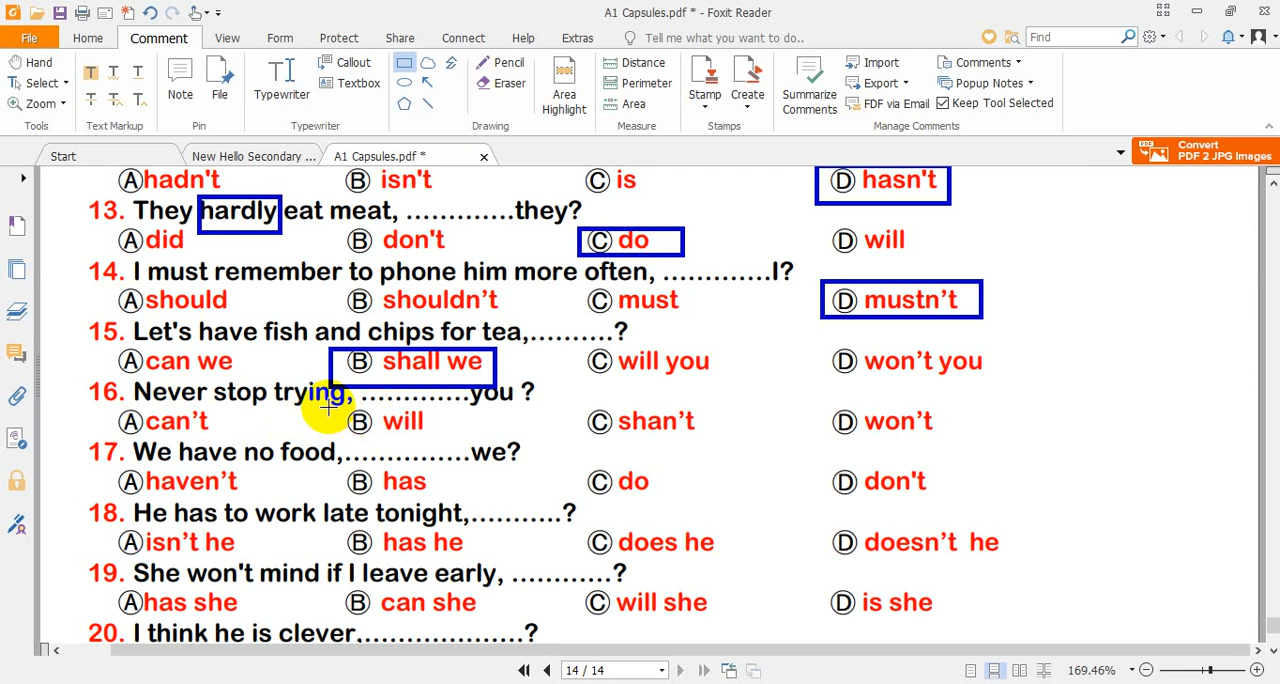 A1 Capsules.pdf * - Foxit Reader
File Home Comment View Form Protect Share Connect Help Extras Tell me what you want to do.. Find
Hand Select Zoom Tools
Text Markup
Note File Pin
Typewriter Callout Textbox Typewriter
Pencil Eraser Drawing
Area Highlight
Distance Perimeter Area Measure
Stamp Create Stamps
Summarize Comments Import Export FDF via Email Comments Popup Notes Keep Tool Selected Manage Comments
Start New Hello Secondary ... A1 Capsules.pdf *
Convert PDF 2 JPG Images
Ⓐhadn't Ⓑ isn't Ⓒ is Ⓓ hasn't
13. They hardly eat meat, .............they?
Ⓐdid Ⓑ don't Ⓒ do Ⓓ will
14. I must remember to phone him more often, .............I?
Ⓐshould Ⓑ shouldn’t Ⓒ must Ⓓ mustn’t
15. Let's have fish and chips for tea,..........?
Ⓐcan we Ⓑ shall we Ⓒ will you Ⓓ won’t you
16. Never stop trying, .............you ?
Ⓐcan’t Ⓑ will Ⓒ shan’t Ⓓ won’t
17. We have no food,...............we?
Ⓐhaven’t Ⓑ has Ⓒ do Ⓓ don't
18. He has to work late tonight,...........?
Ⓐisn’t he Ⓑ has he Ⓒ does he Ⓓ doesn’t he
19. She won't mind if I leave early, ............?
Ⓐhas she Ⓑ can she Ⓒ will she Ⓓ is she
20. I think he is clever,...................?
14 / 14 169.46%